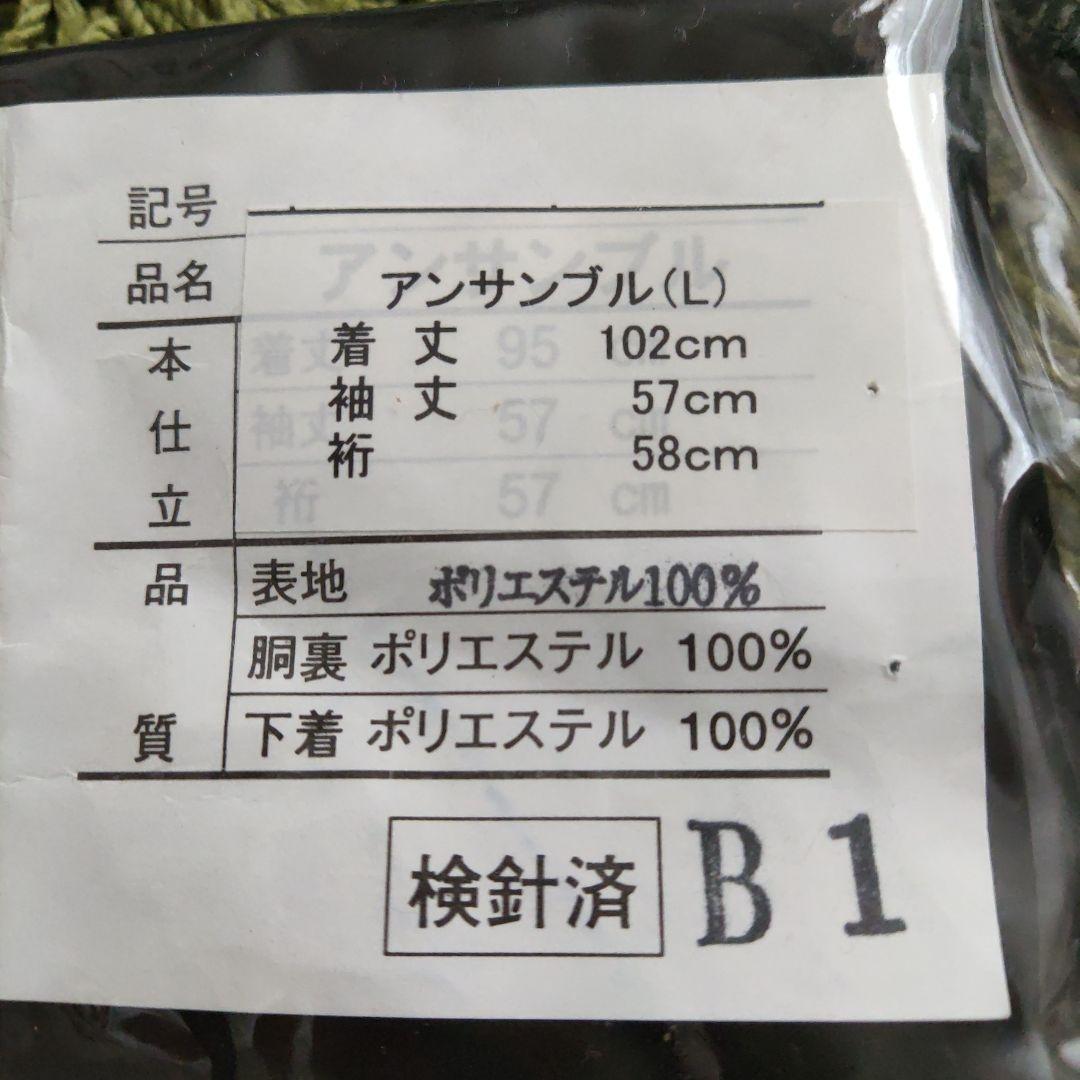 記号
品名 アンサンブル(L)
アンサンブル
本仕立
着丈 102cm
袖丈 57cm
裄 58cm
着丈 95 cm
袖丈 57 cm
裄 57 cm
品質
表地 ポリエステル100%
胴裏 ポリエステル 100%
下着 ポリエステル 100%
検針済 B1